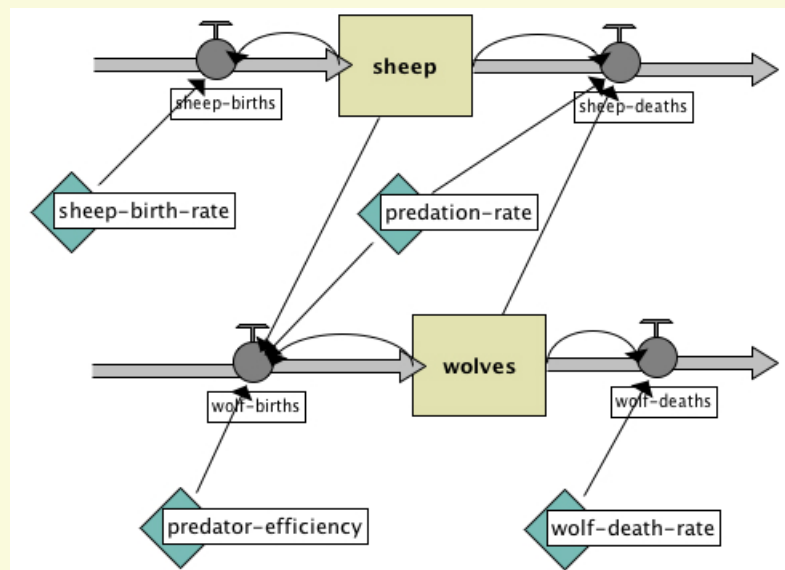 sheep
sheep-births
sheep-deaths
sheep-birth-rate
predation-rate
wolves
wolf-births
wolf-deaths
predator-efficiency
wolf-death-rate